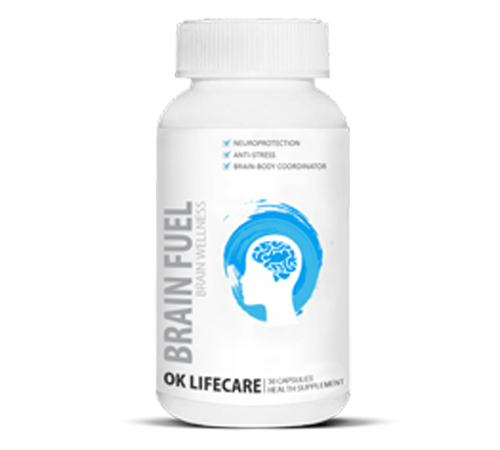 NEUROPROTECTION
ANTI-STRESS
BRAIN-BODY COORDINATOR
BRAIN FUEL
BRAIN WELLNESS
OK LIFECARE
30 CAPSULES
HEALTH SUPPLEMENT